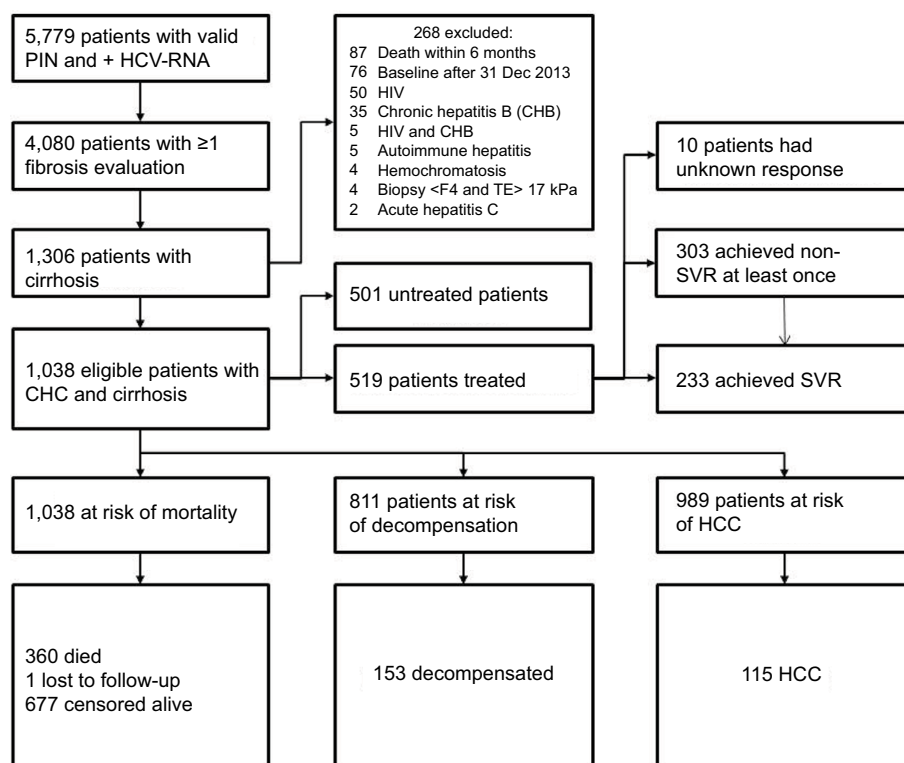 5,779 patients with valid
PIN and + HCV-RNA
4,080 patients with ≥1
fibrosis evaluation
1,306 patients with
cirrhosis
1,038 eligible patients with
CHC and cirrhosis
268 excluded:
87 Death within 6 months
76 Baseline after 31 Dec 2013
50 HIV
35 Chronic hepatitis B (CHB)
5 HIV and CHB
5 Autoimmune hepatitis
4 Hemochromatosis
4 Biopsy <F4 and TE> 17 kPa
2 Acute hepatitis C
501 untreated patients
519 patients treated
10 patients had
unknown response
303 achieved non-
SVR at least once
233 achieved SVR
1,038 at risk of mortality
811 patients at risk
of decompensation
989 patients at risk
of HCC
360 died
1 lost to follow-up
677 censored alive
153 decompensated
115 HCC